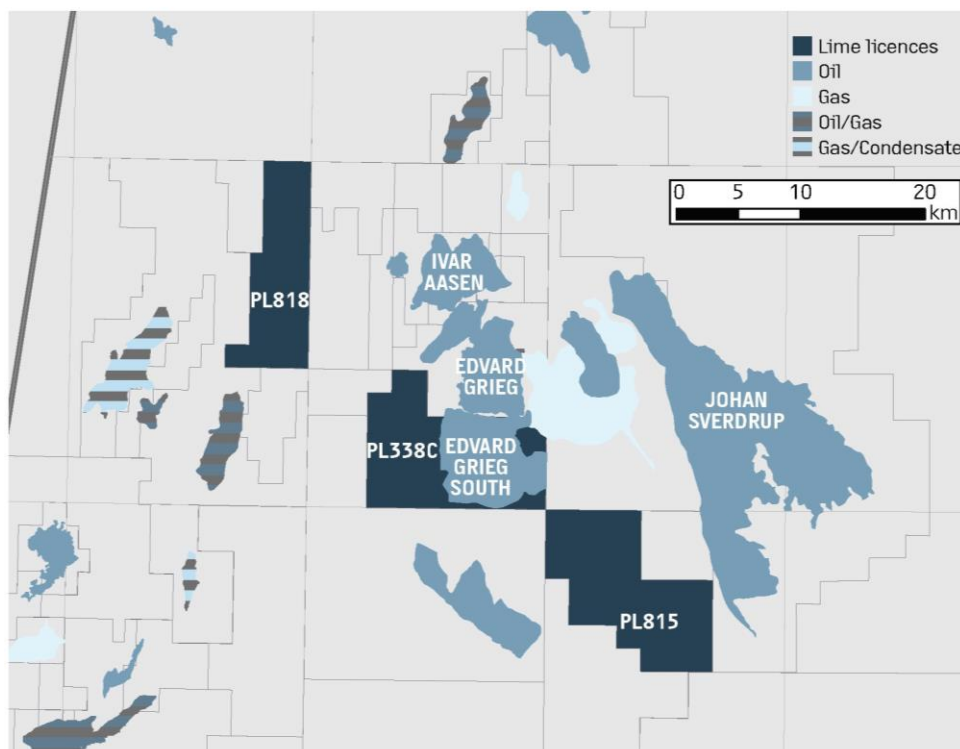 Lime licences
Oil
Gas
Oil/Gas
Gas/Condensate
0 5 10 20
km
IVAR
AASEN
PL818
EDVARD
GRIEG
JOHAN
SVERDRUP
PL338C
EDVARD
GRIEG
SOUTH
PL815